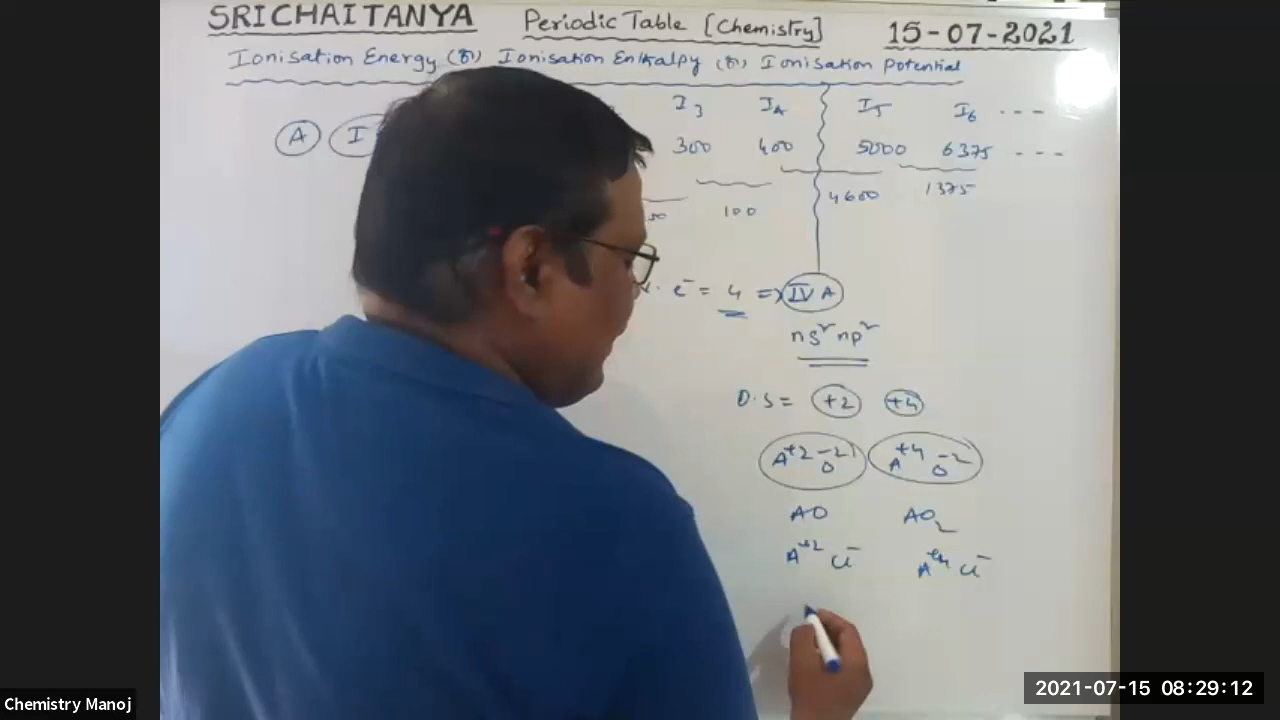 SRICHAITANYA Periodic Table [Chemistry] 15-07-2021
Ionisation Energy (or) Ionisation Enthalpy (or) Ionisation Potential
A I I3 I4 I5 I6 ---
300 400 5000 6375 ---
50 100 4600 1375
e⁻ = 4 => IV A
ns² np²
O.S = +2 +4
A+2 O-2 A+4 O-2
AO AO2
A+2 Cl⁻ A+4 Cl⁻
Chemistry Manoj
2021-07-15 08:29:12